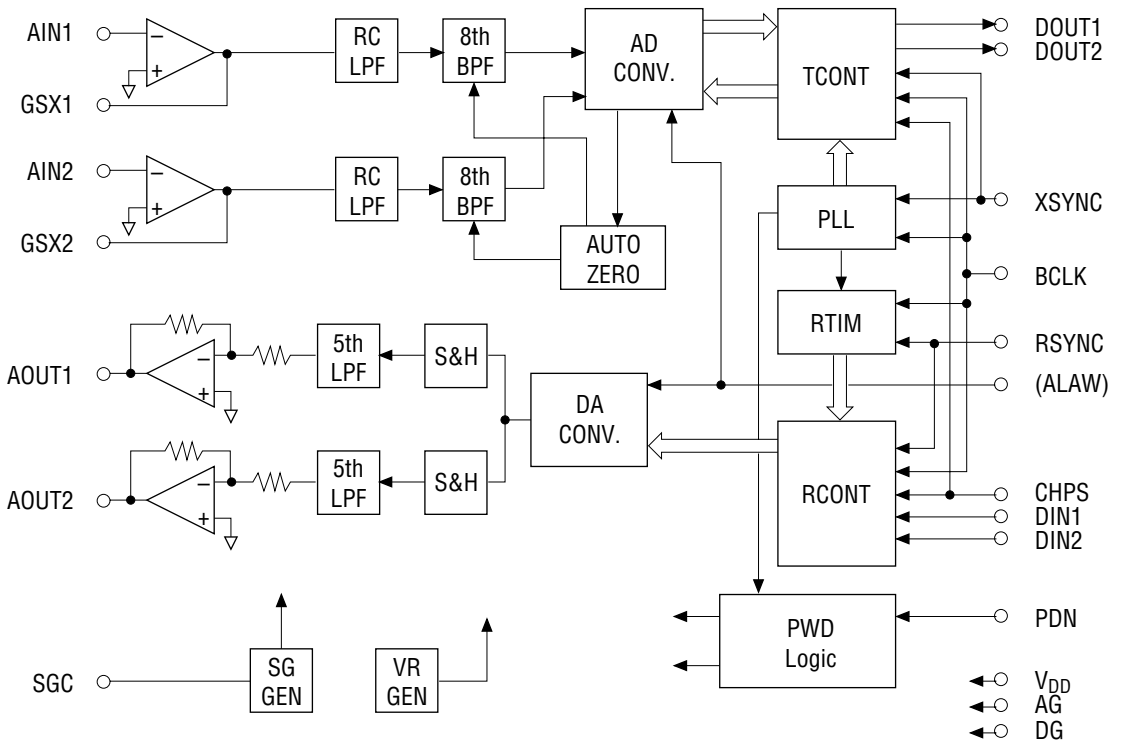 AIN1
−
+
GSX1
RC
LPF
8th
BPF
AD
CONV.
TCONT
DOUT1
DOUT2
AIN2
−
+
GSX2
RC
LPF
8th
BPF
AUTO
ZERO
PLL
XSYNC
BCLK
RTIM
RSYNC
(ALAW)
AOUT1
−
+
5th
LPF
S&H
DA
CONV.
AOUT2
−
+
5th
LPF
S&H
RCONT
CHPS
DIN1
DIN2
PWD
Logic
PDN
SGC
SG
GEN
VR
GEN
VDD
AG
DG